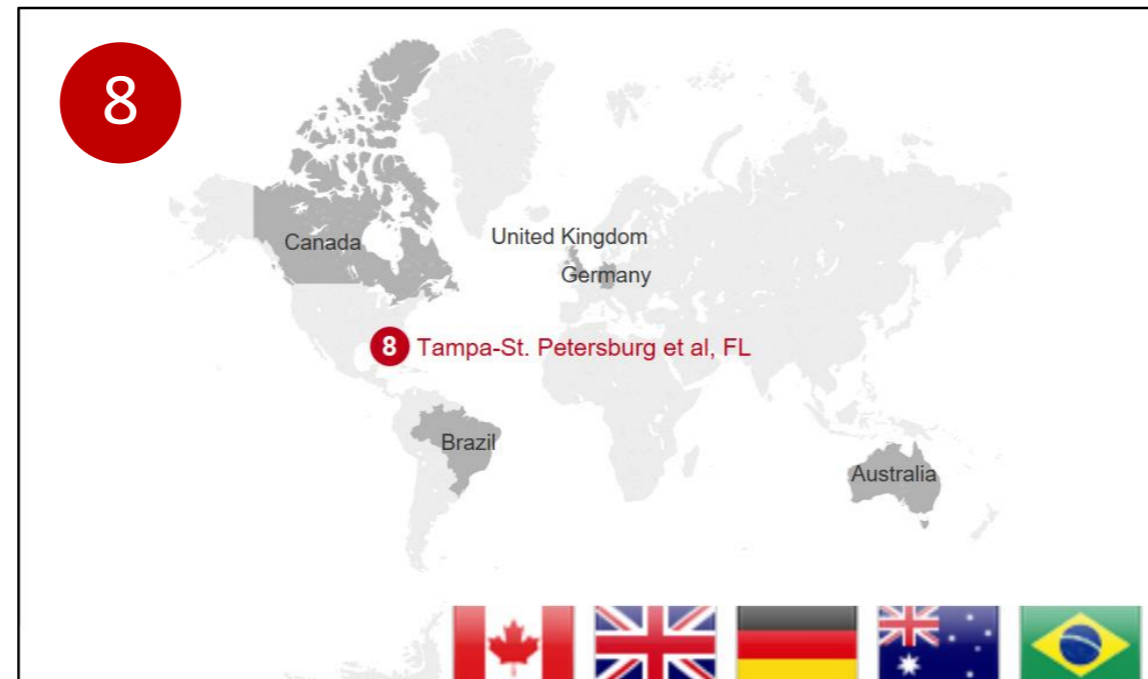 8
Canada
United Kingdom
Germany
8 Tampa-St. Petersburg et al, FL
Brazil
Australia